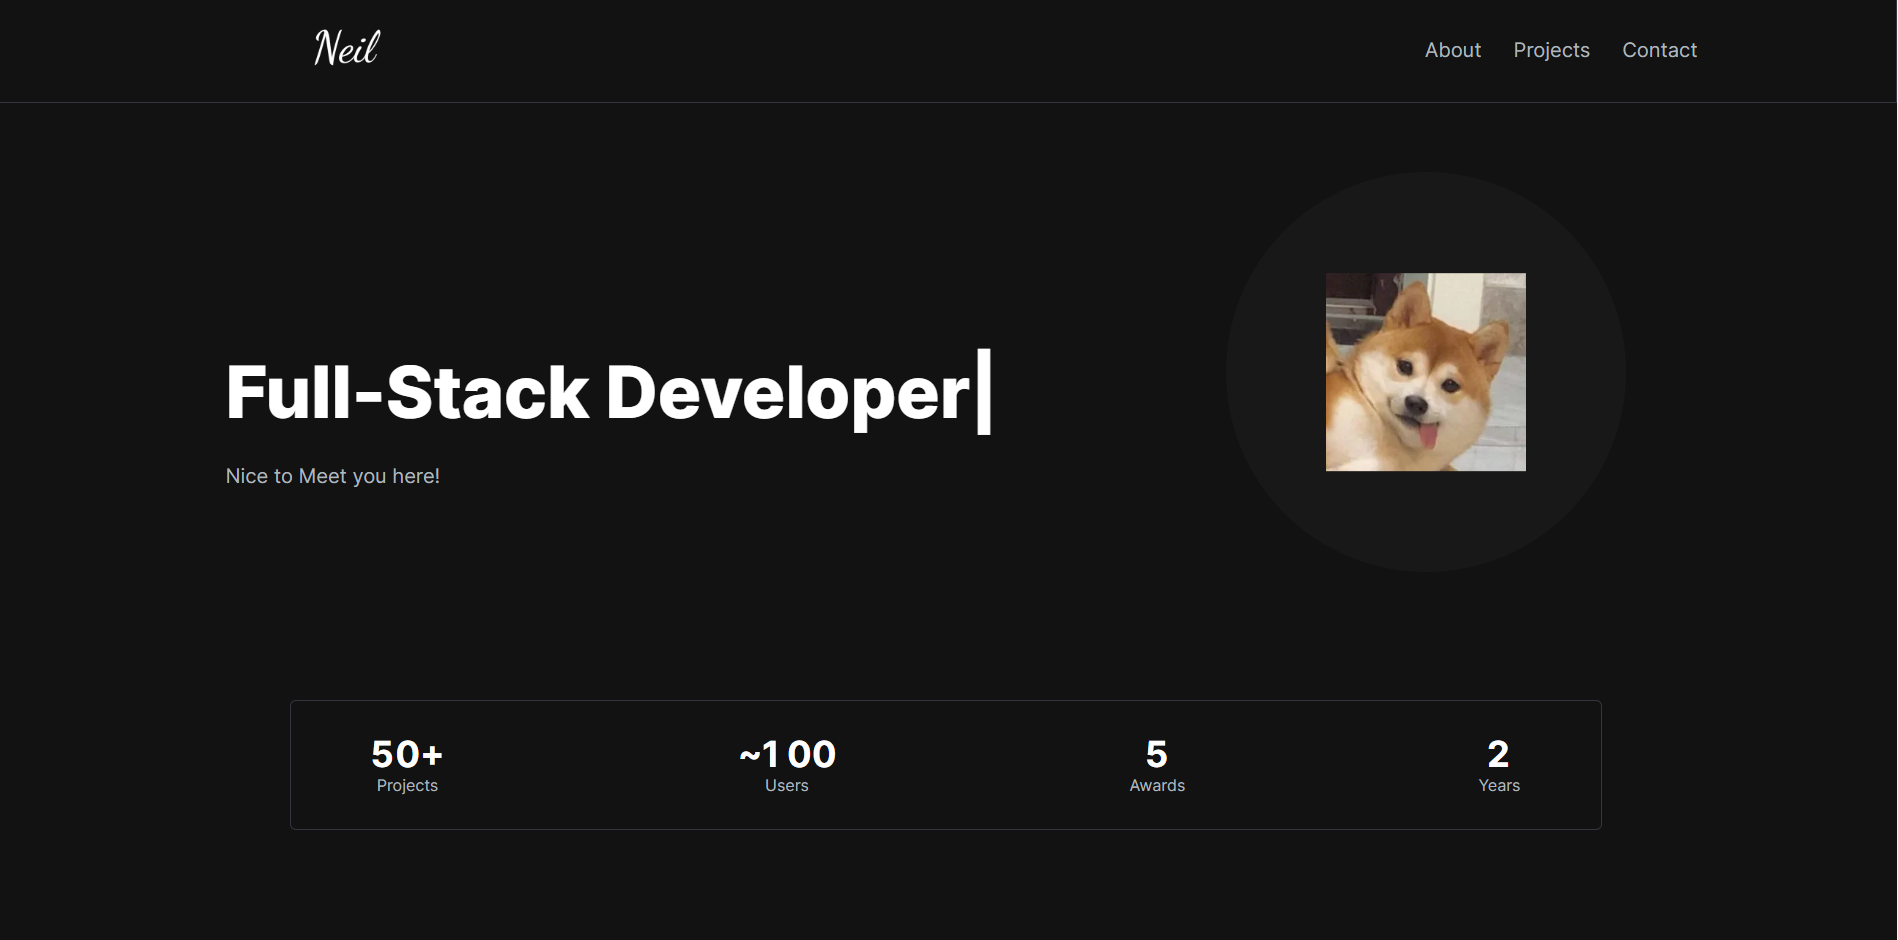 Neil
About Projects Contact
Full-Stack Developer|
Nice to Meet you here!
50+ ~100 5 2
Projects Users Awards Years